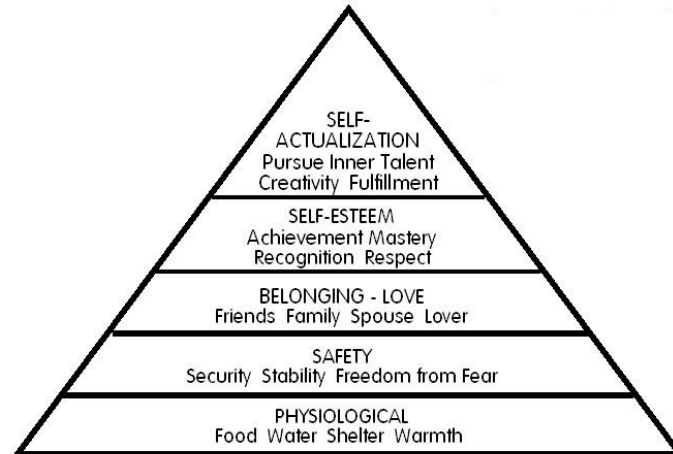 SELF-
ACTUALIZATION
Pursue Inner Talent
Creativity Fulfillment
SELF-ESTEEM
Achievement Mastery
Recognition Respect
BELONGING - LOVE
Friends Family Spouse Lover
SAFETY
Security Stability Freedom from Fear
PHYSIOLOGICAL
Food Water Shelter Warmth